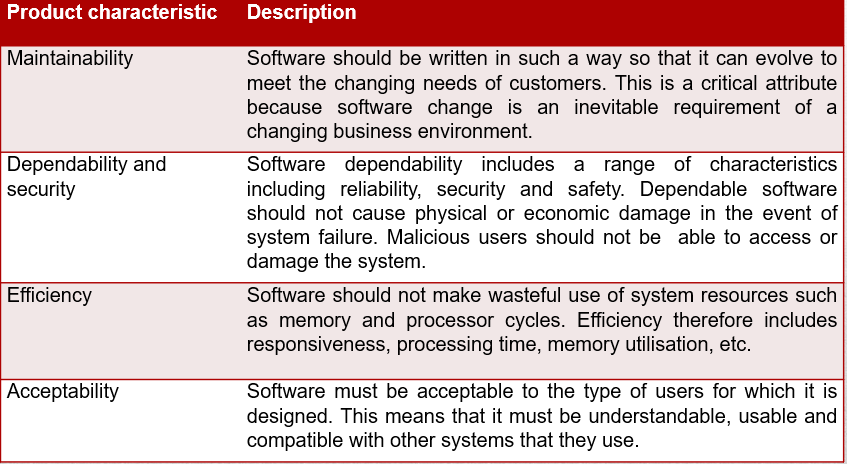 Product characteristic Description
Maintainability Software should be written in such a way so that it can evolve to
meet the changing needs of customers. This is a critical attribute
because software change is an inevitable requirement of a
changing business environment.
Dependability and Software dependability includes a range of characteristics
security including reliability, security and safety. Dependable software
should not cause physical or economic damage in the event of
system failure. Malicious users should not be able to access or
damage the system.
Efficiency Software should not make wasteful use of system resources such
as memory and processor cycles. Efficiency therefore includes
responsiveness, processing time, memory utilisation, etc.
Acceptability Software must be acceptable to the type of users for which it is
designed. This means that it must be understandable, usable and
compatible with other systems that they use.